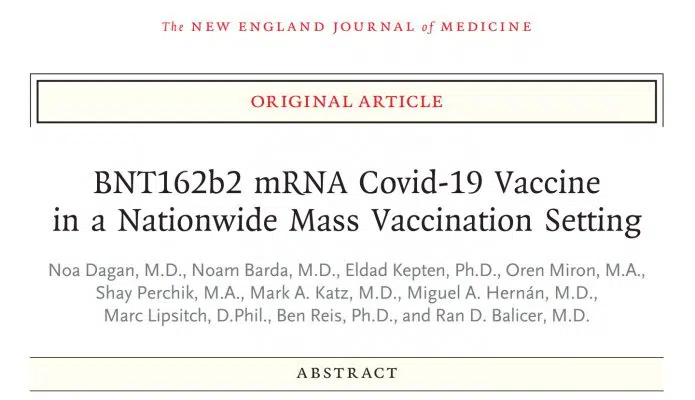 The NEW ENGLAND JOURNAL of MEDICINE
ORIGINAL ARTICLE
BNT162b2 mRNA Covid-19 Vaccine
in a Nationwide Mass Vaccination Setting
Noa Dagan, M.D., Noam Barda, M.D., Eldad Kepten, Ph.D., Oren Miron, M.A.,
Shay Perchik, M.A., Mark A. Katz, M.D., Miguel A. Hernán, M.D.,
Marc Lipsitch, D.Phil., Ben Reis, Ph.D., and Ran D. Balicer, M.D.
ABSTRACT